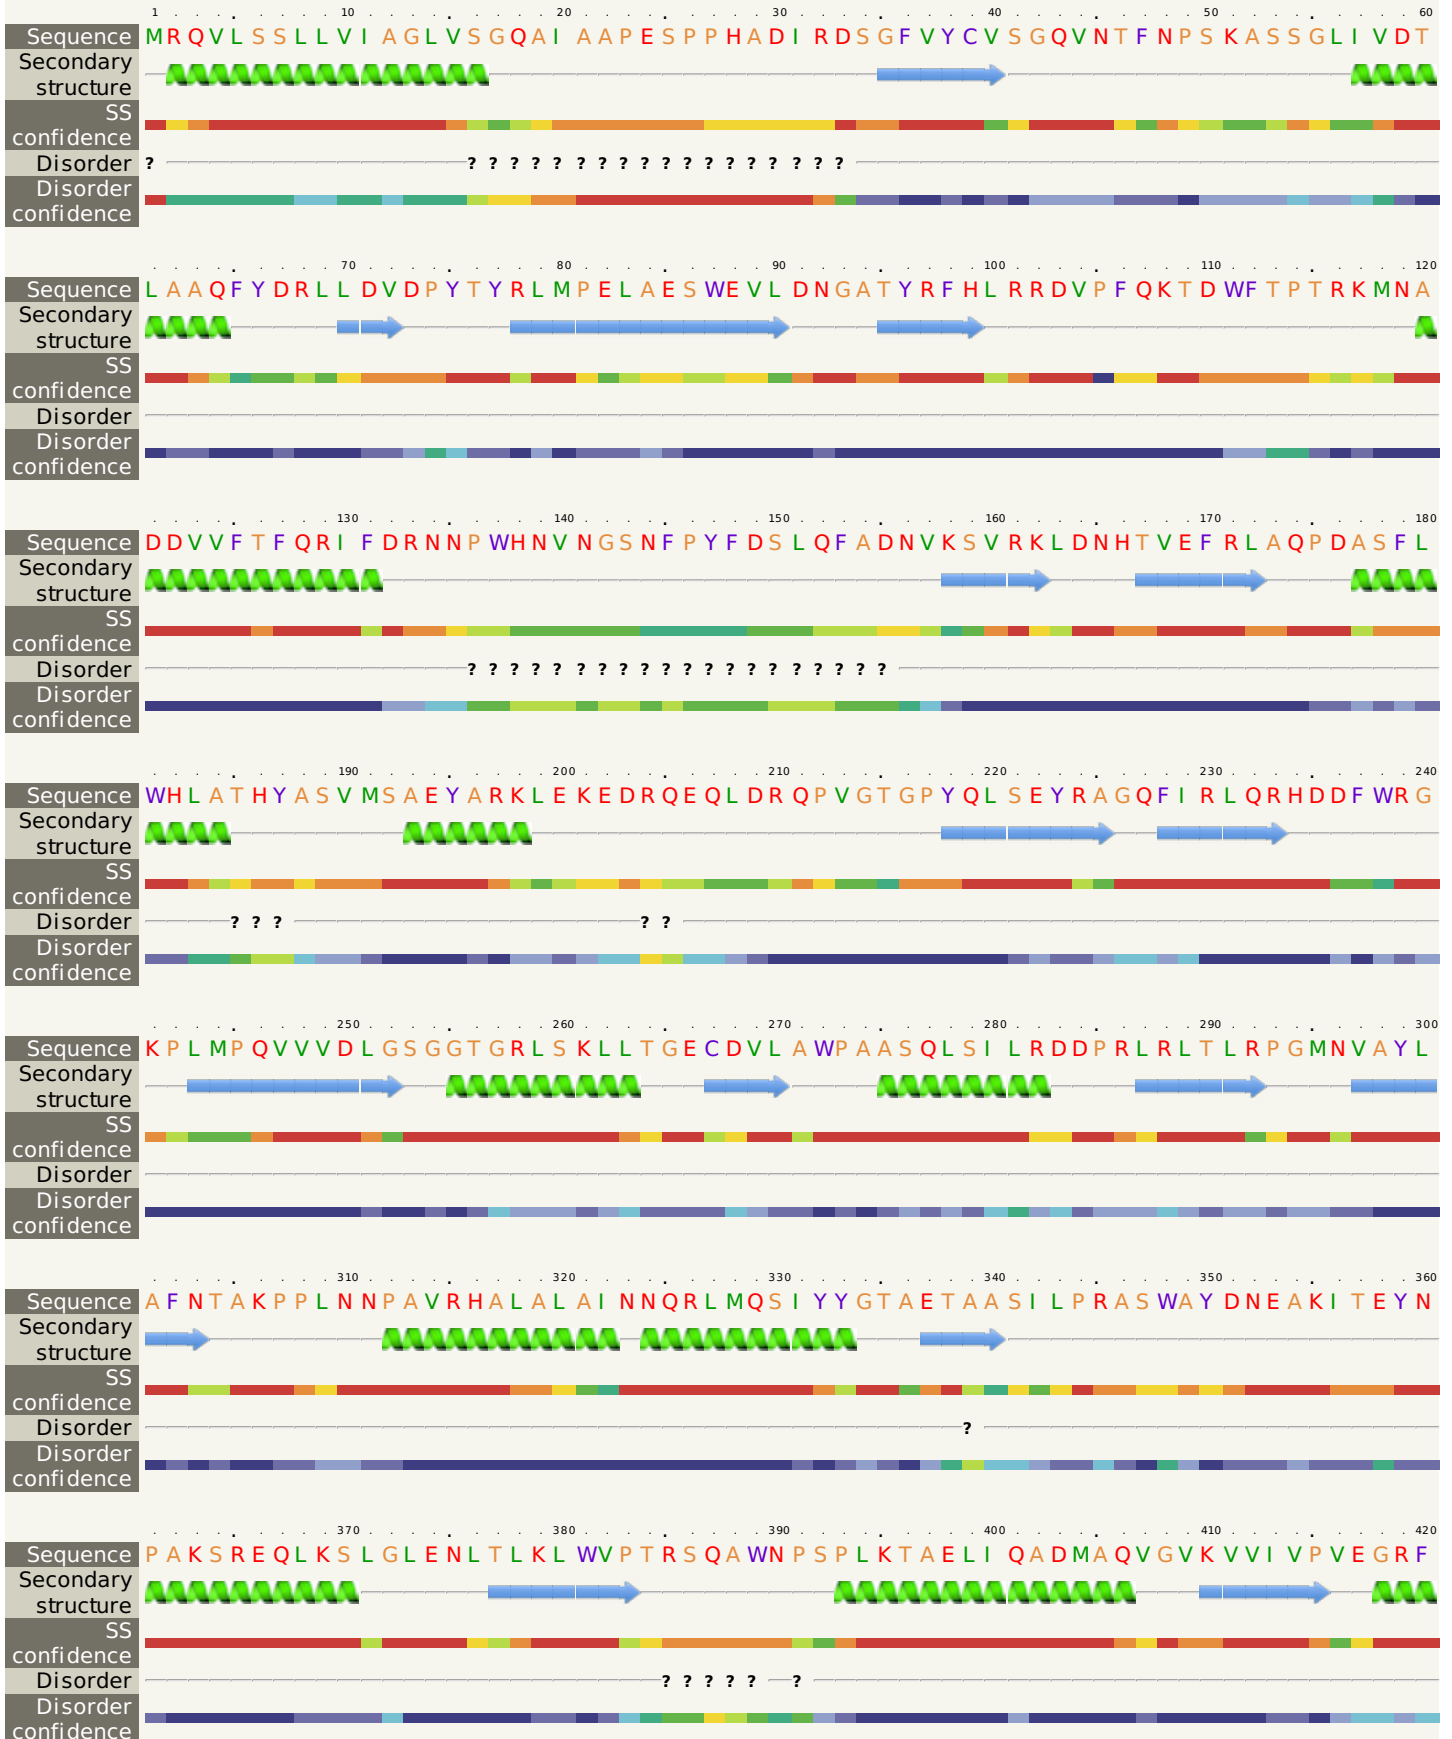 1 10 20 30 40 50 60
Sequence MRQVLSSLLVIAGLVSGQAIAAPESPPHADIRDSGFVYCVSGQVNTFNPSKASSGLIVDT
Secondary
structure
SS
confidence
Disorder ? ? ? ? ? ? ? ? ? ? ? ? ? ? ? ? ? ? ?
Disorder
confidence
70 80 90 100 110 120
Sequence LAAQFYDRLLDVDPYTYRLMPELAESWEVLDNGATYRFHLRRDVPFQKTDWFTPTRKMNA
Secondary
structure
SS
confidence
Disorder
Disorder
confidence
130 140 150 160 170 180
Sequence DDVVFTFQRIFDRNNPWHNVNGSNFPYFDSLQFADNVKSVRKLDNHTVEFRLAQPDASFL
Secondary
structure
SS
confidence
Disorder ? ? ? ? ? ? ? ? ? ? ? ? ? ? ? ? ? ? ? ?
Disorder
confidence
190 200 210 220 230 240
Sequence WHLATHYASVMSAEYARKLEKEDRQEQLDRQPVGTGPYQLSEYRAGQFIRLQRHDDFWRG
Secondary
structure
SS
confidence
Disorder ? ? ? ? ?
Disorder
confidence
250 260 270 280 290 300
Sequence KPLMPQVVVDLGSGGTGRLSKLLTGECDVLAWPAASQLSILRDDPRLRLTLRPGMNVAYL
Secondary
structure
SS
confidence
Disorder
Disorder
confidence
310 320 330 340 350 360
Sequence AFNTAKPPLNNPAVRHALALAINNQRLMQSIYYGTAETAASILPRASWAYDNEAKITEYN
Secondary
structure
SS
confidence
Disorder ?
Disorder
confidence
370 380 390 400 410 420
Sequence PAKSREQLKSLGLENLTLKLWVPTRSQAWNPSPLKTAELIQADMAQVGVKVVIVPVEGRF
Secondary
structure
SS
confidence
Disorder ? ? ? ? ? ?
Disorder
confidence